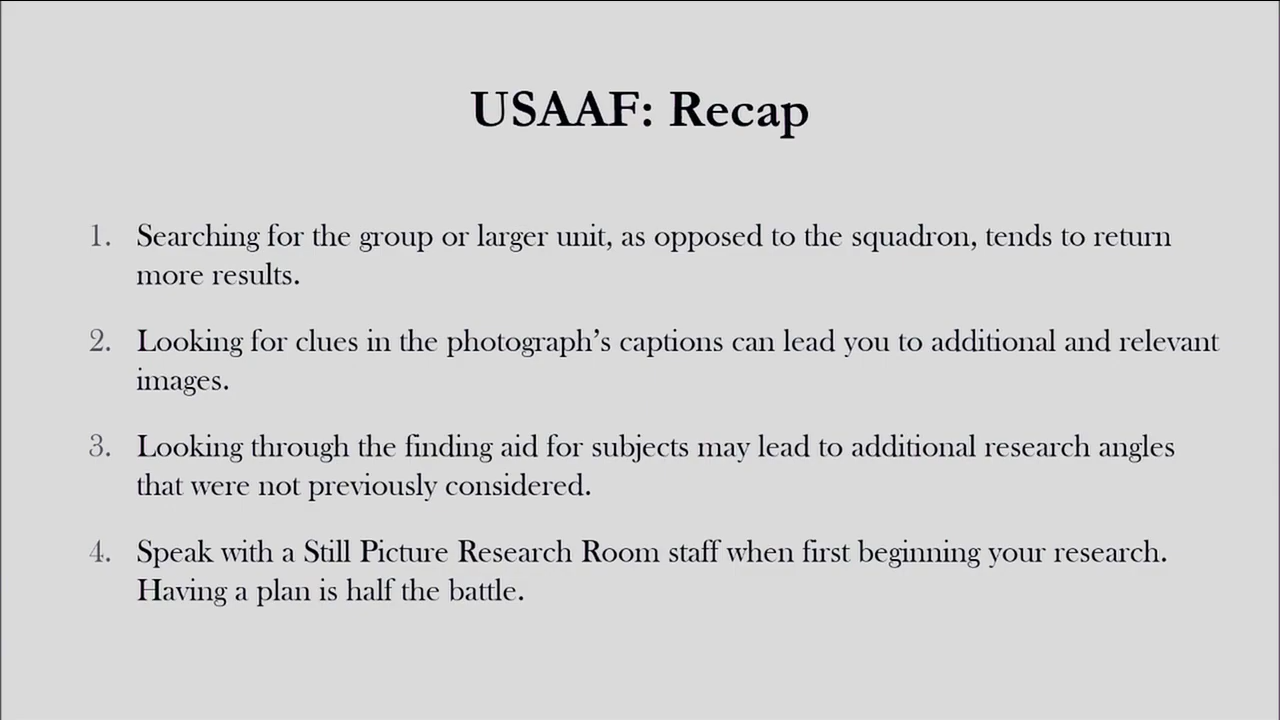 USAAF: Recap
1. Searching for the group or larger unit, as opposed to the squadron, tends to return
more results.
2. Looking for clues in the photograph’s captions can lead you to additional and relevant
images.
3. Looking through the finding aid for subjects may lead to additional research angles
that were not previously considered.
4. Speak with a Still Picture Research Room staff when first beginning your research.
Having a plan is half the battle.